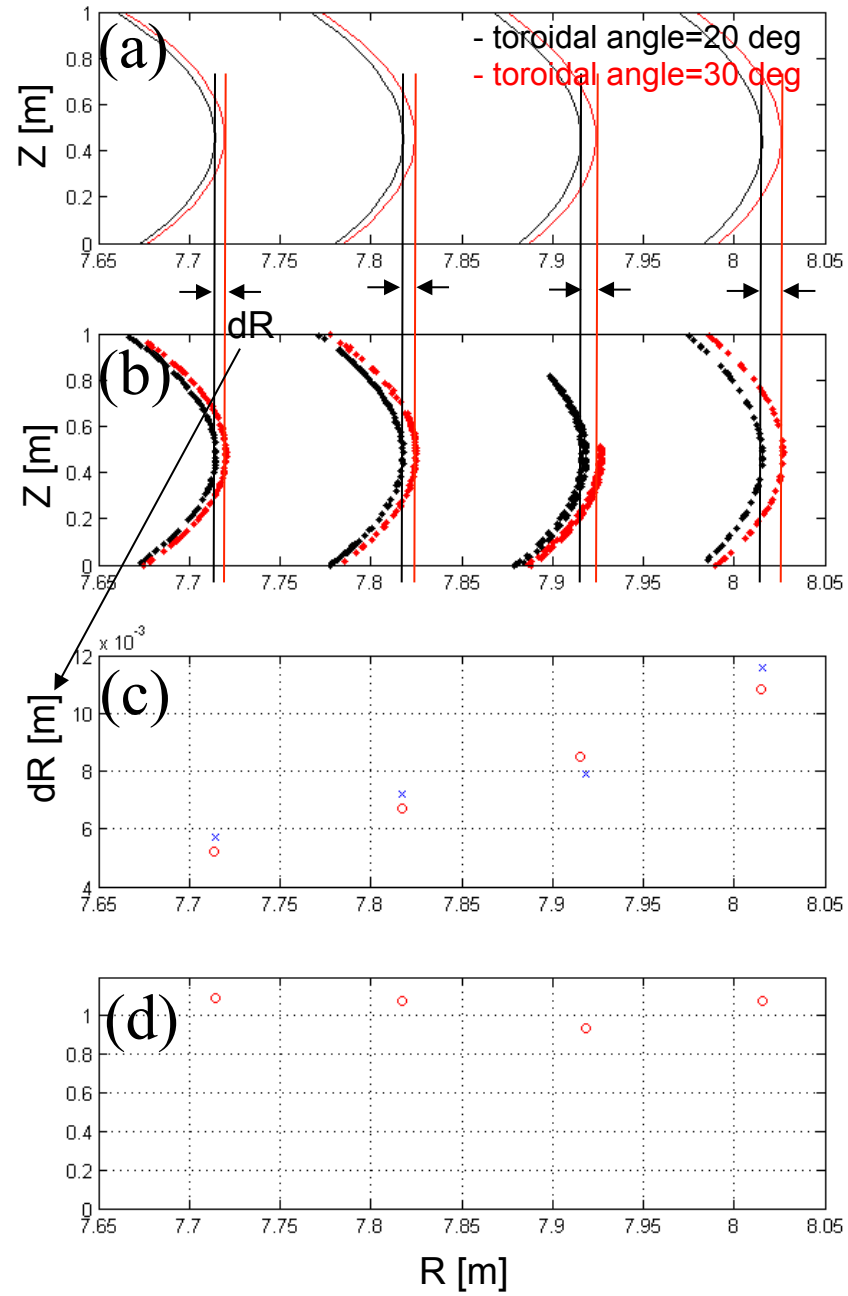 (a)
- toroidal angle=20 deg
- toroidal angle=30 deg
Z [m]
1
0.8
0.6
0.4
0.2
0
7.65 7.7 7.75 7.8 7.85 7.9 7.95 8 8.05
dR
(b)
Z [m]
1
0.8
0.6
0.4
0.2
0
7.65 7.7 7.75 7.8 7.85 7.9 7.95 8 8.05
x 10⁻³
(c)
dR [m]
12
10
8
6
4
7.65 7.7 7.75 7.8 7.85 7.9 7.95 8 8.05
(d)
1
0.8
0.6
0.4
0.2
0
7.65 7.7 7.75 7.8 7.85 7.9 7.95 8 8.05
R [m]